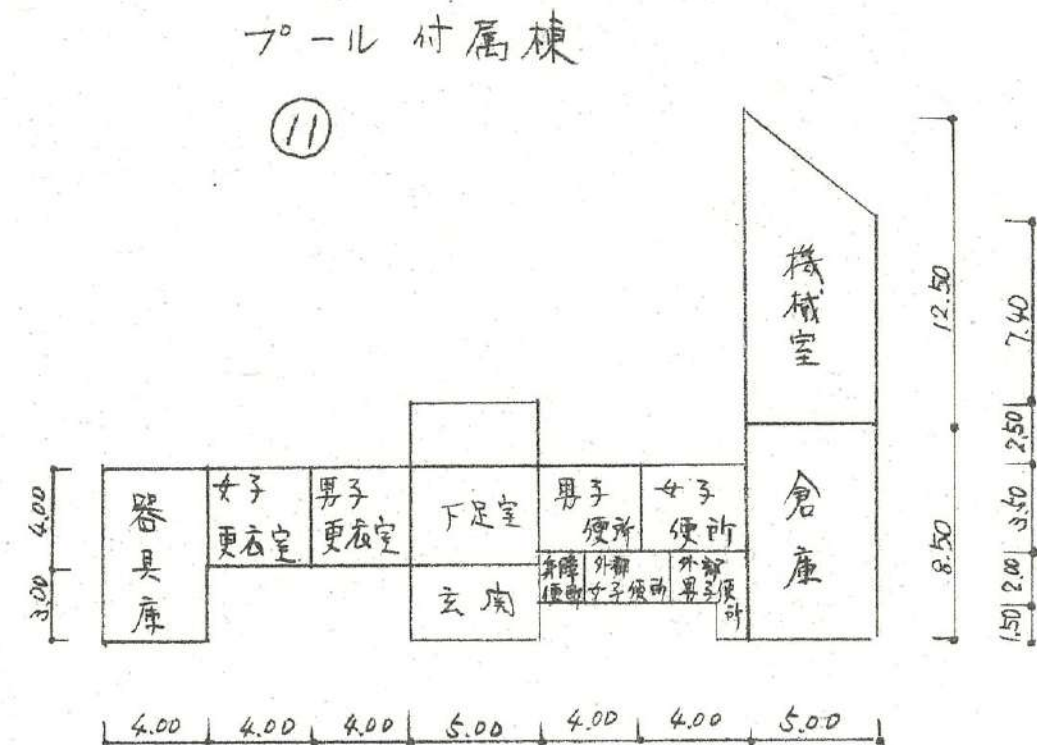 プール付属棟
11
機械室
12.50
7.40
2.50
3.40
2.00
1.50
8.50
4.00
3.00
器具庫
女子
更衣室
男子
更衣室
下足室
男子
便所
女子
便所
倉庫
玄関
便所
外部
女子便所
外部
男子便所
4.00
4.00
4.00
5.00
4.00
4.00
5.00